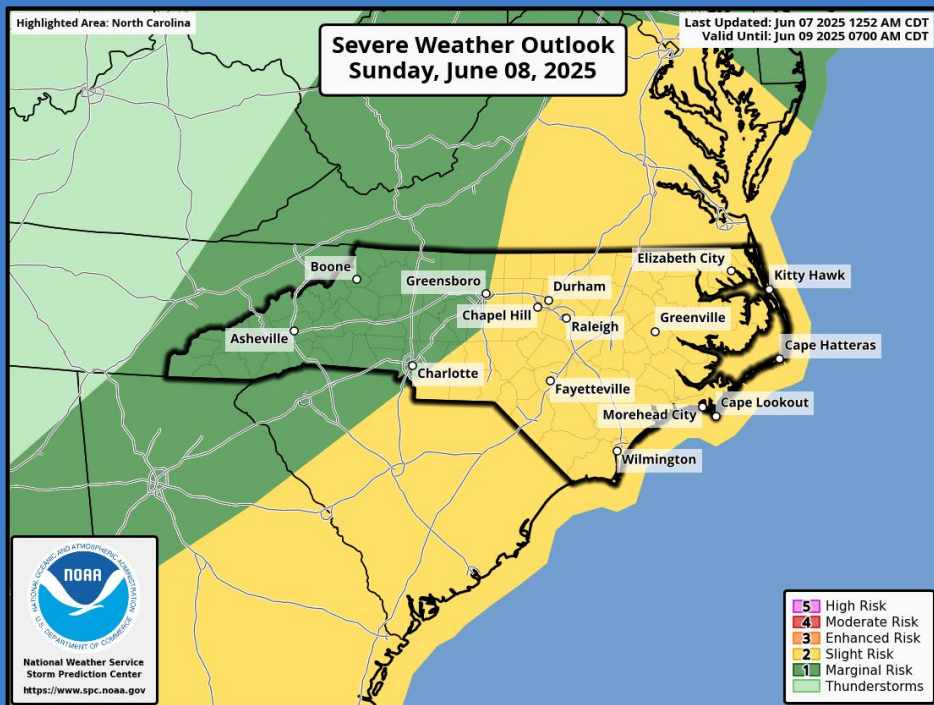 Highlighted Area: North Carolina
Severe Weather Outlook
Sunday, June 08, 2025
Last Updated: Jun 07 2025 1252 AM CDT
Valid Until: Jun 09 2025 0700 AM CDT
Boone
Greensboro
Durham
Elizabeth City
Kitty Hawk
Chapel Hill
Raleigh
Greenville
Asheville
Cape Hatteras
Charlotte
Fayetteville
Morehead City
Cape Lookout
Wilmington
NATIONAL OCEANIC AND ATMOSPHERIC ADMINISTRATION
NOAA
U.S. DEPARTMENT OF COMMERCE
National Weather Service
Storm Prediction Center
https://www.spc.noaa.gov
5 High Risk
4 Moderate Risk
3 Enhanced Risk
2 Slight Risk
1 Marginal Risk
Thunderstorms